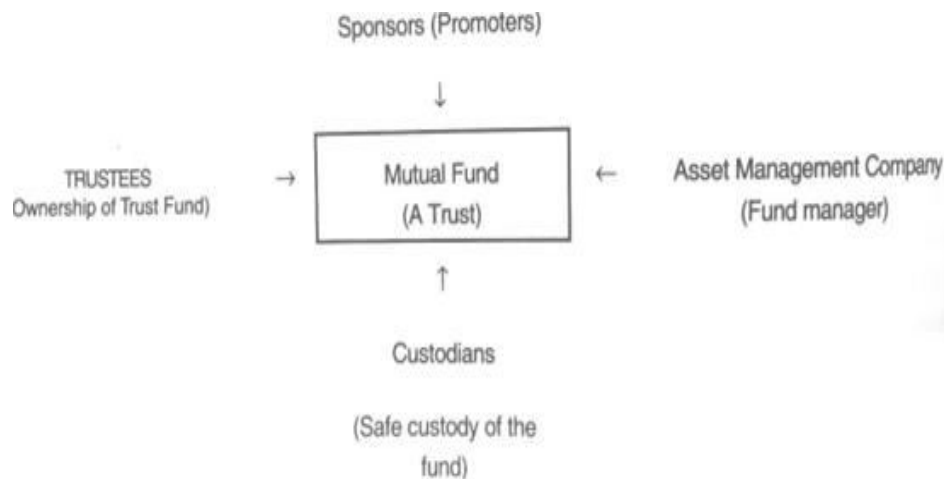 Sponsors (Promoters)
↓
TRUSTEES
Ownership of Trust Fund)
→
Mutual Fund
(A Trust)
←
Asset Management Company
(Fund manager)
↑
Custodians
(Safe custody of the
fund)